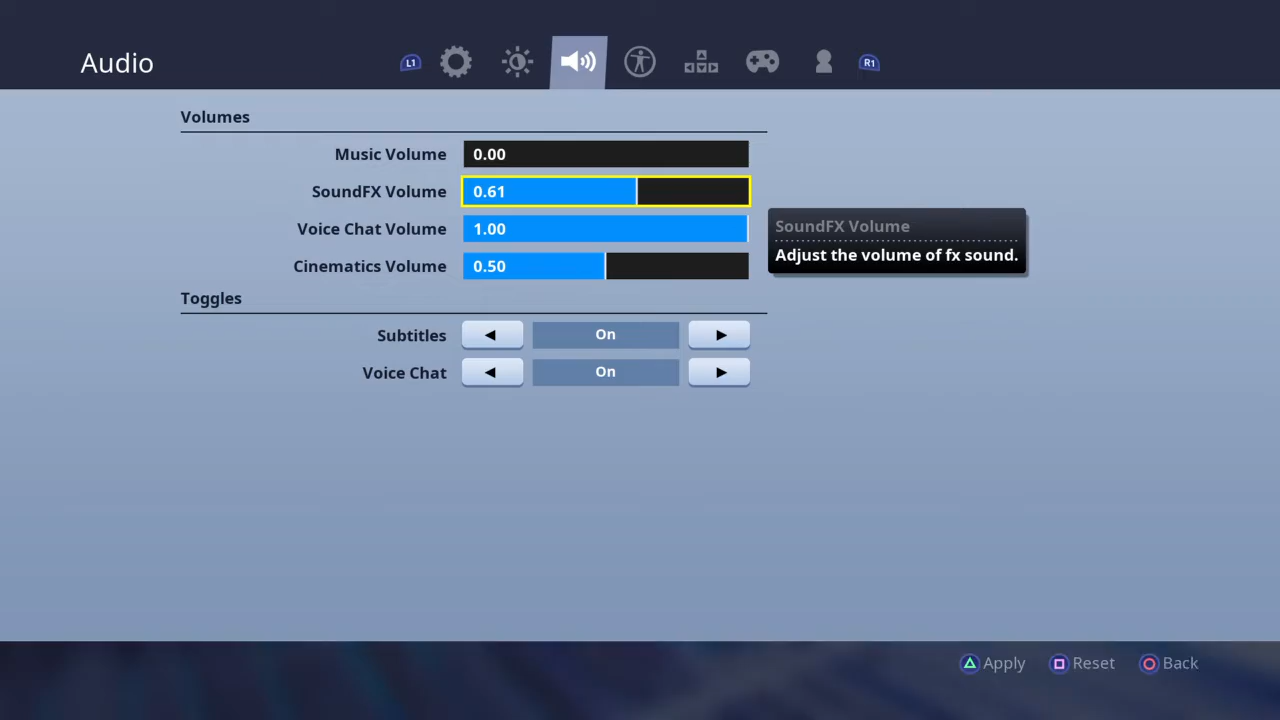 Audio
L1
R1
Volumes
Music Volume 0.00
SoundFX Volume 0.61
Voice Chat Volume 1.00
Cinematics Volume 0.50
SoundFX Volume
Adjust the volume of fx sound.
Toggles
Subtitles On
Voice Chat On
Apply Reset Back